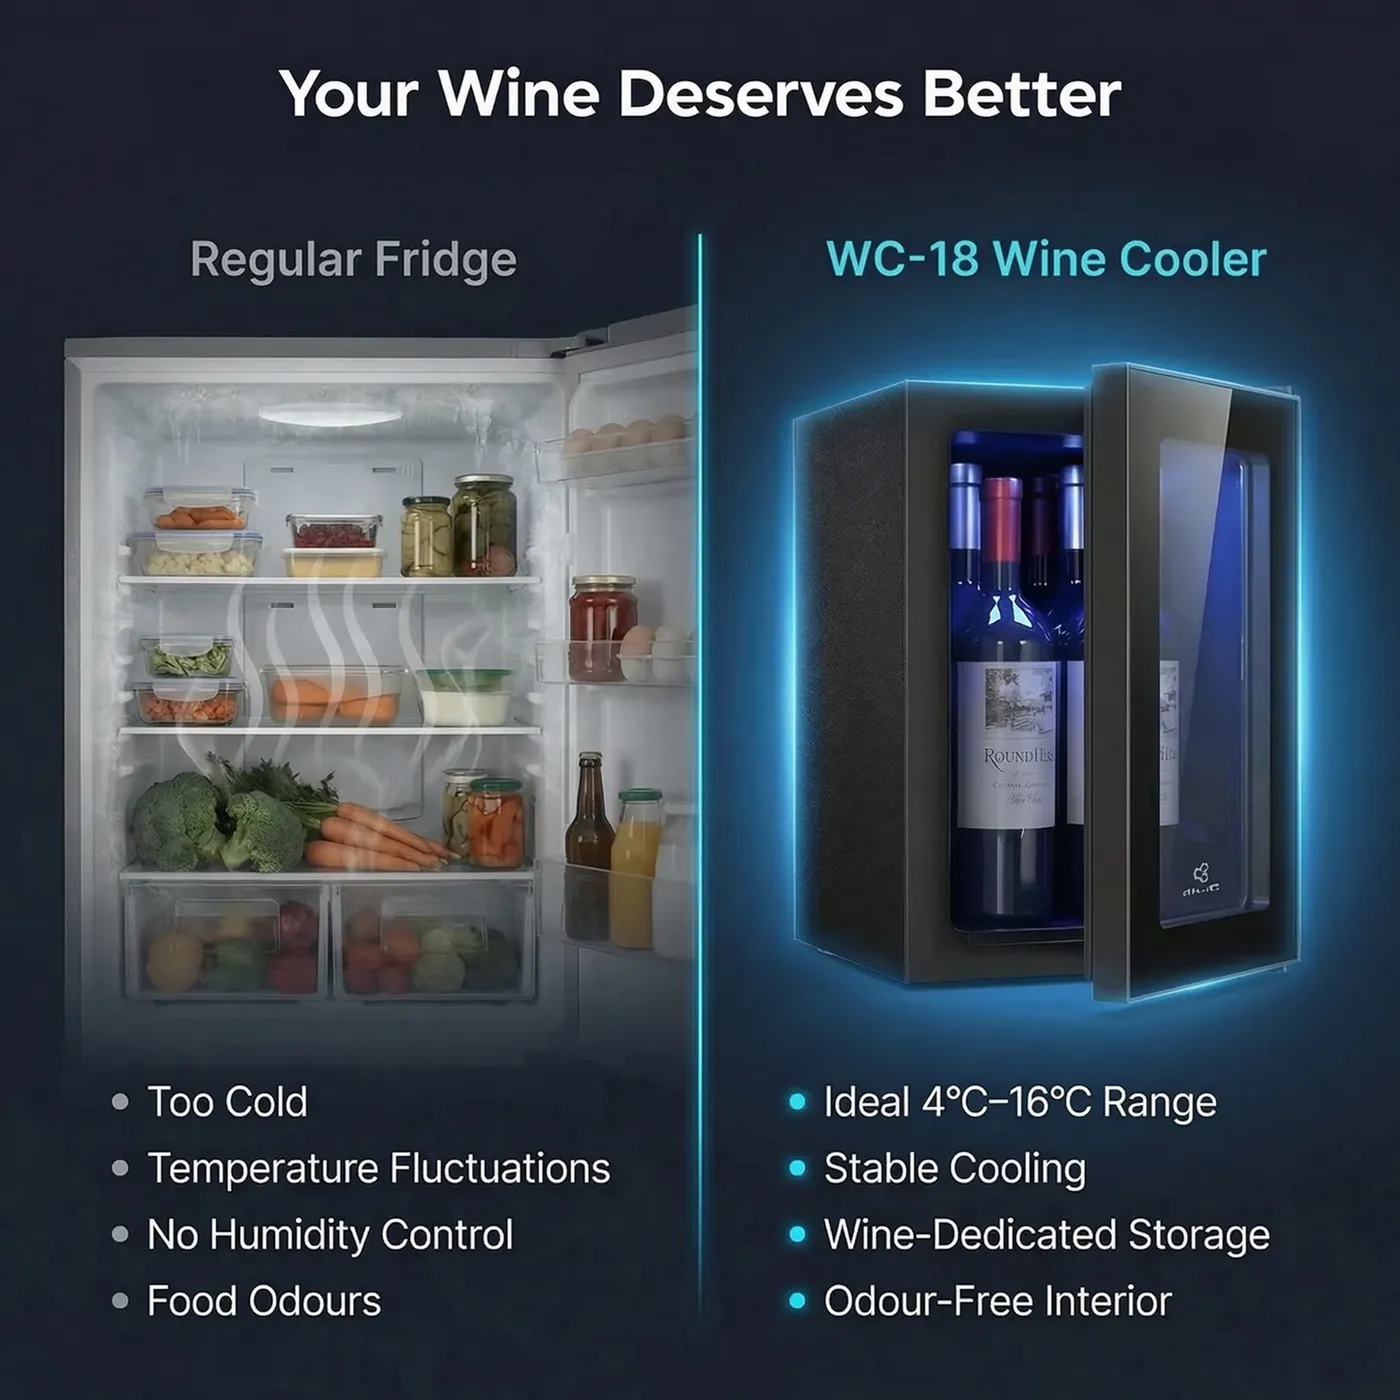 Your Wine Deserves Better
Regular Fridge
WC-18 Wine Cooler
ROUNDHILL
Too Cold
Temperature Fluctuations
No Humidity Control
Food Odours
Ideal 4°C–16°C Range
Stable Cooling
Wine-Dedicated Storage
Odour-Free Interior